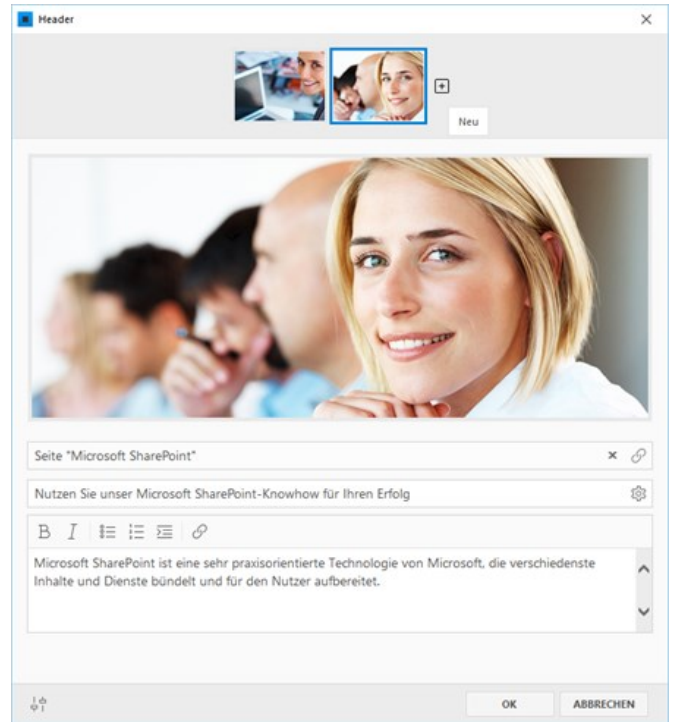 Header
Neu
Seite "Microsoft SharePoint"
Nutzen Sie unser Microsoft SharePoint-Knowhow für Ihren Erfolg
B I
Microsoft SharePoint ist eine sehr praxisorientierte Technologie von Microsoft, die verschiedenste
Inhalte und Dienste bündelt und für den Nutzer aufbereitet.
OK ABBRECHEN